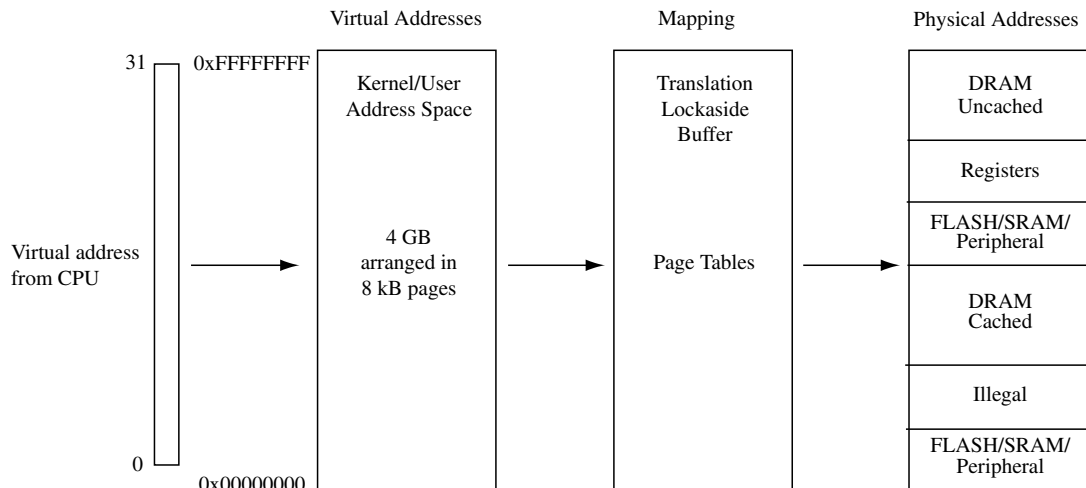 Virtual Addresses
Mapping
Physical Addresses
31
0xFFFFFFFF
Kernel/User
Address Space
Translation
Lockaside
Buffer
DRAM
Uncached
Registers
Virtual address
from CPU
4 GB
arranged in
8 kB pages
Page Tables
FLASH/SRAM/
Peripheral
DRAM
Cached
Illegal
0
0x00000000
FLASH/SRAM/
Peripheral